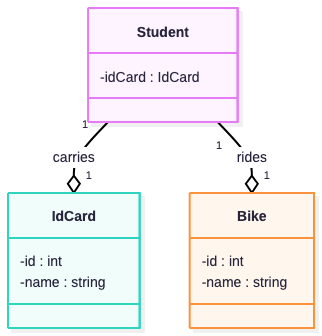 Student
-idCard : IdCard
1
1
carries
rides
1
1
IdCard
Bike
-id : int
-name : string
-id : int
-name : string